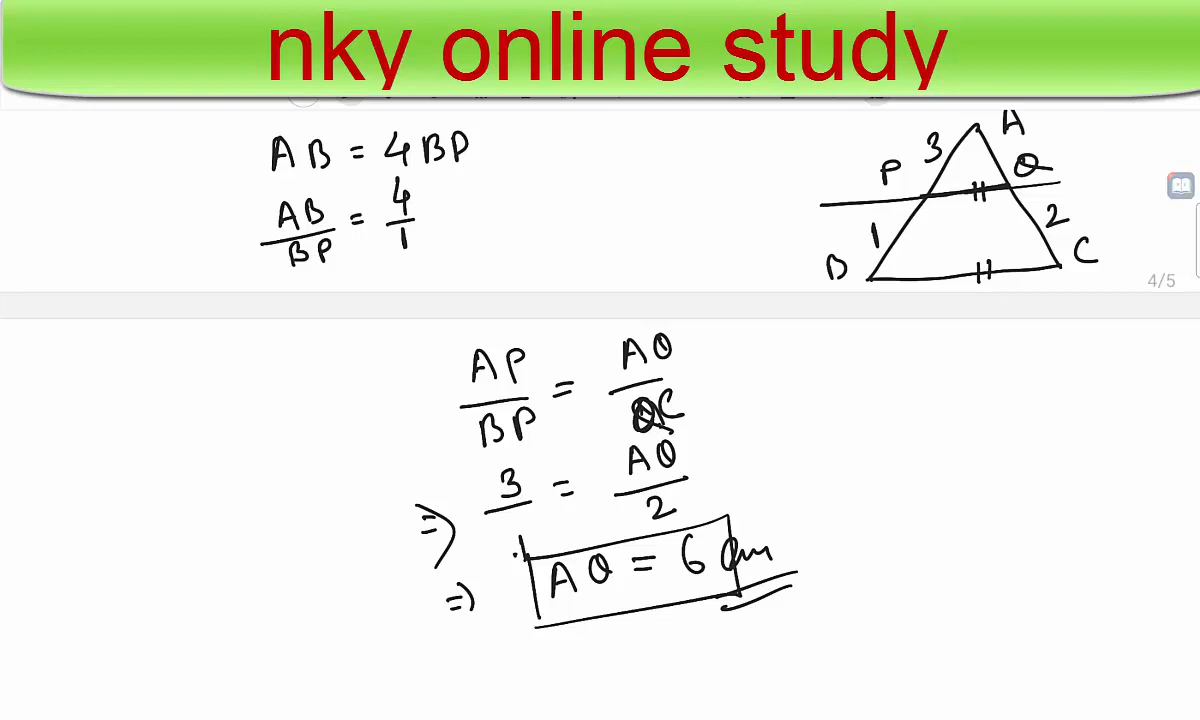 nky online study
AB = 4BP
AB/BP = 4/1
A
3
P
Q
1
2
B
C
4/5
AP/BP = AQ/QC
=> 3/1 = AQ/2
=> AQ = 6 cm